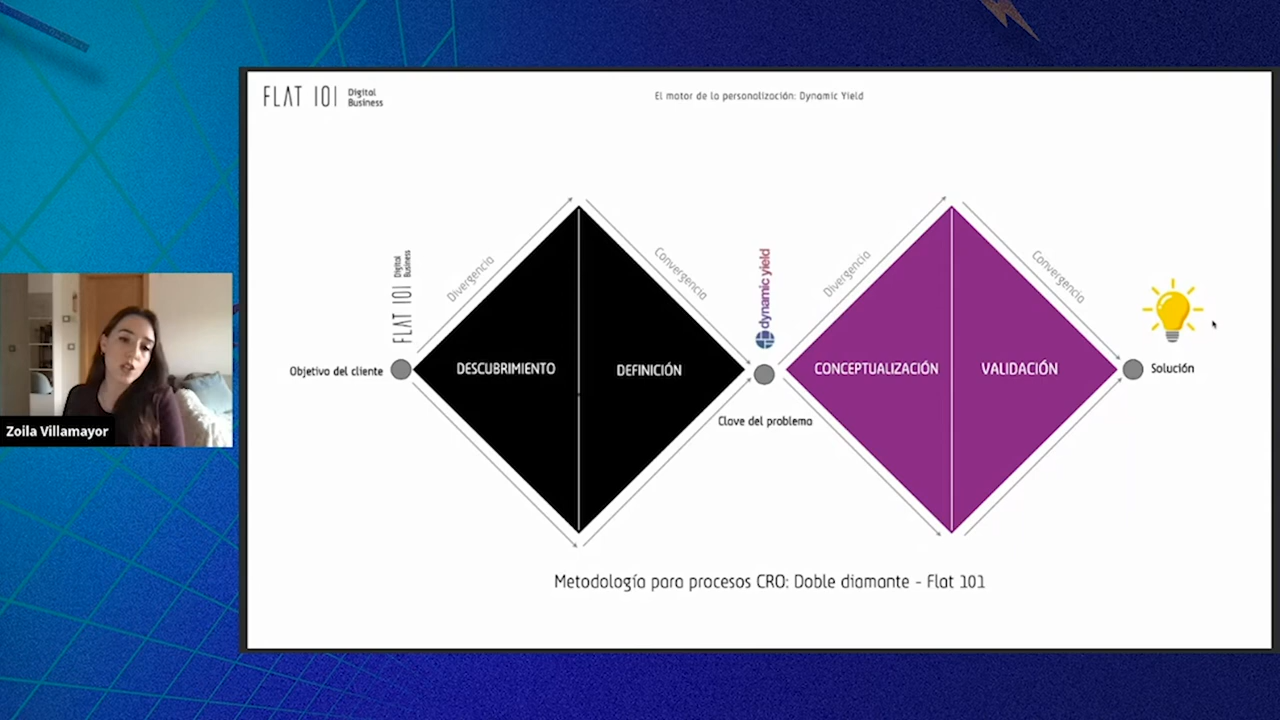 FLAT 101 Digital
Business
El motor de la personalización: Dynamic Yield
FLAT 101 Digital
Business
Divergencia
Convergencia
dynamic yield
Divergencia
Convergencia
Objetivo del cliente
DESCUBRIMIENTO
DEFINICIÓN
CONCEPTUALIZACIÓN
VALIDACIÓN
Solución
Clave del problema
Zoila Villamayor
Metodología para procesos CRO: Doble diamante - Flat 101